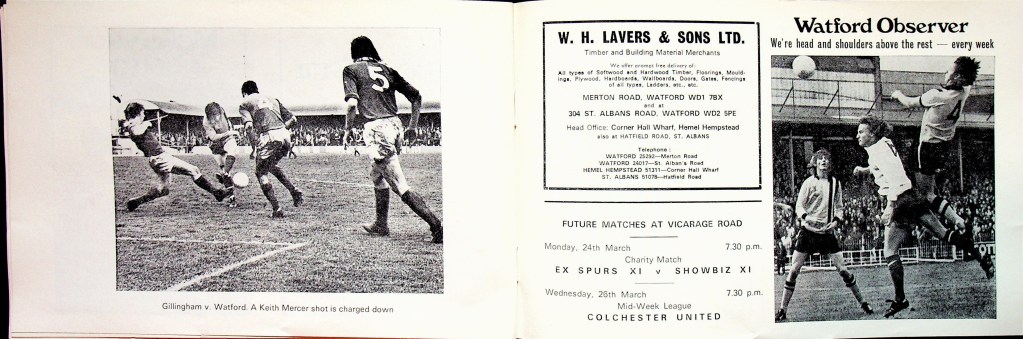 5
Gillingham v. Watford. A Keith Mercer shot is charged down
W. H. LAVERS & SONS LTD.
Timber and Building Material Merchants
We offer prompt free delivery of:
All types of Softwood and Hardwood Timber, Floorings, Mould-
ings, Plywood, Hardboards, Wallboards, Doors, Gates, Fencings
of all types, Ladders, etc., etc.
MERTON ROAD, WATFORD WD1 7BX
and at
304 ST. ALBANS ROAD, WATFORD WD2 5PE
Head Office: Corner Hall Wharf, Hemel Hempstead
also at HATFIELD ROAD, ST. ALBANS
Telephone:
WATFORD 25292—Merton Road
WATFORD 24017—St. Alban's Road
HEMEL HEMPSTEAD 51311—Corner Hall Wharf
ST. ALBANS 51078—Hatfield Road
FUTURE MATCHES AT VICARAGE ROAD
Monday, 24th March 7.30 p.m.
Charity Match
EX SPURS XI v SHOWBIZ XI
Wednesday, 26th March 7.30 p.m.
Mid-Week League
COLCHESTER UNITED
Watford Observer
We're head and shoulders above the rest — every week
4